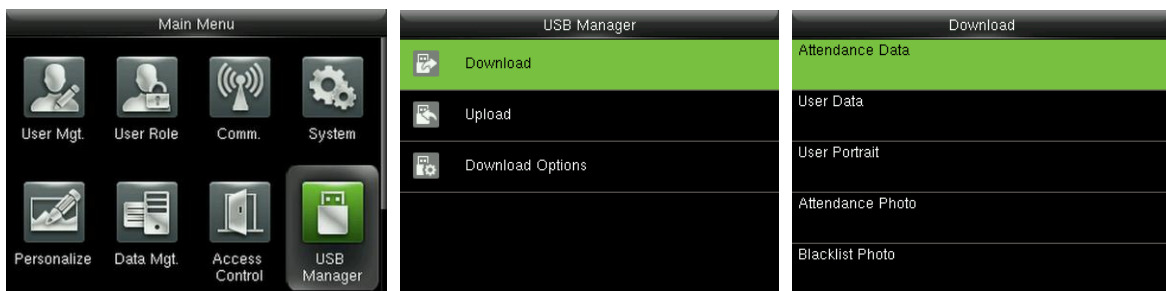 Main Menu
User Mgt.
User Role
Comm.
System
Personalize
Data Mgt.
Access
Control
USB
Manager
USB Manager
Download
Upload
Download Options
Download
Attendance Data
User Data
User Portrait
Attendance Photo
Blacklist Photo